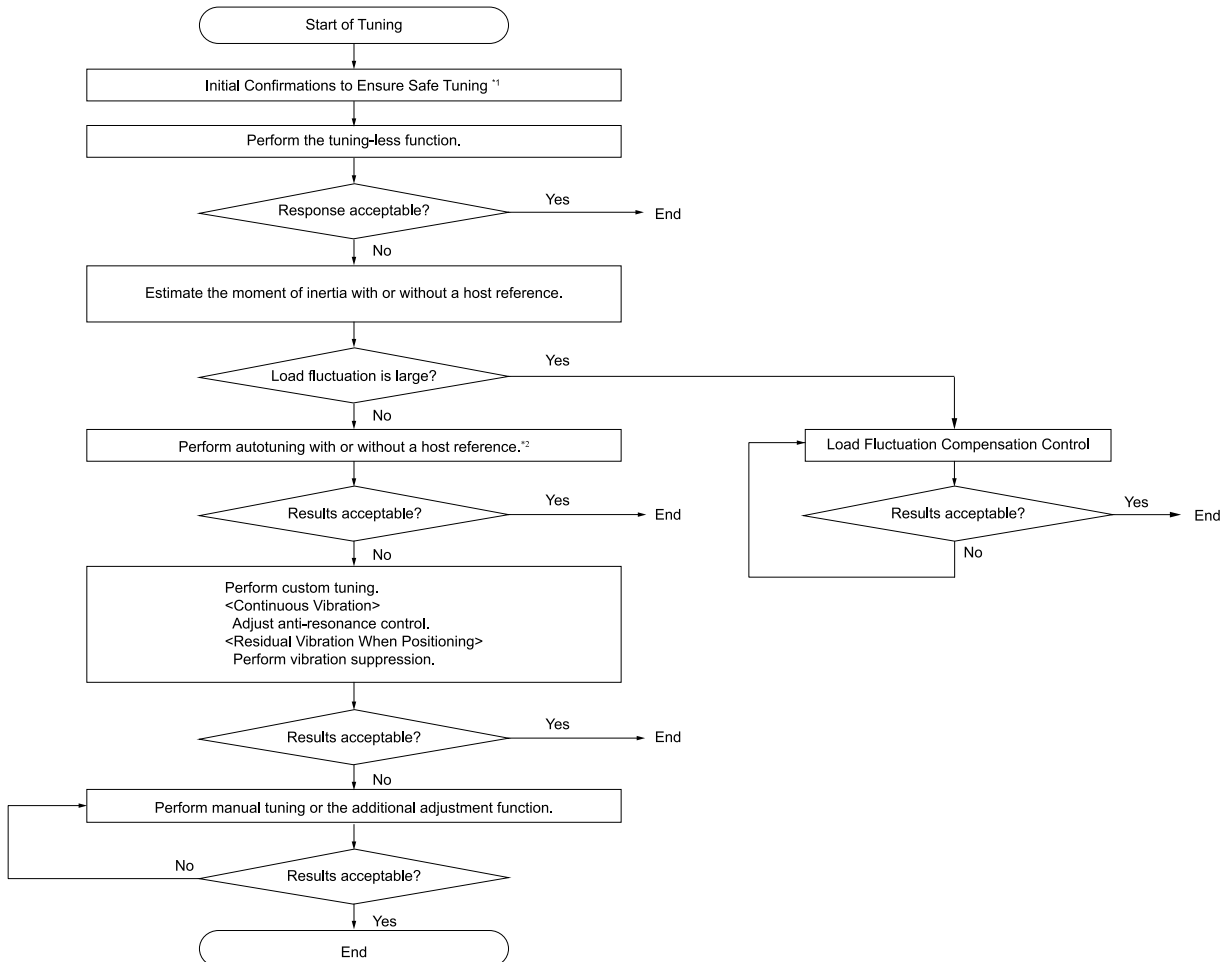 Start of Tuning
Initial Confirmations to Ensure Safe Tuning *1
Perform the tuning-less function.
Response acceptable?
Yes
End
No
Estimate the moment of inertia with or without a host reference.
Load fluctuation is large?
Yes
No
Perform autotuning with or without a host reference.*2
Load Fluctuation Compensation Control
Results acceptable?
Yes
End
No
Results acceptable?
Yes
End
No
Perform custom tuning.
<Continuous Vibration>
Adjust anti-resonance control.
<Residual Vibration When Positioning>
Perform vibration suppression.
Results acceptable?
Yes
End
No
Perform manual tuning or the additional adjustment function.
No
Results acceptable?
Yes
End